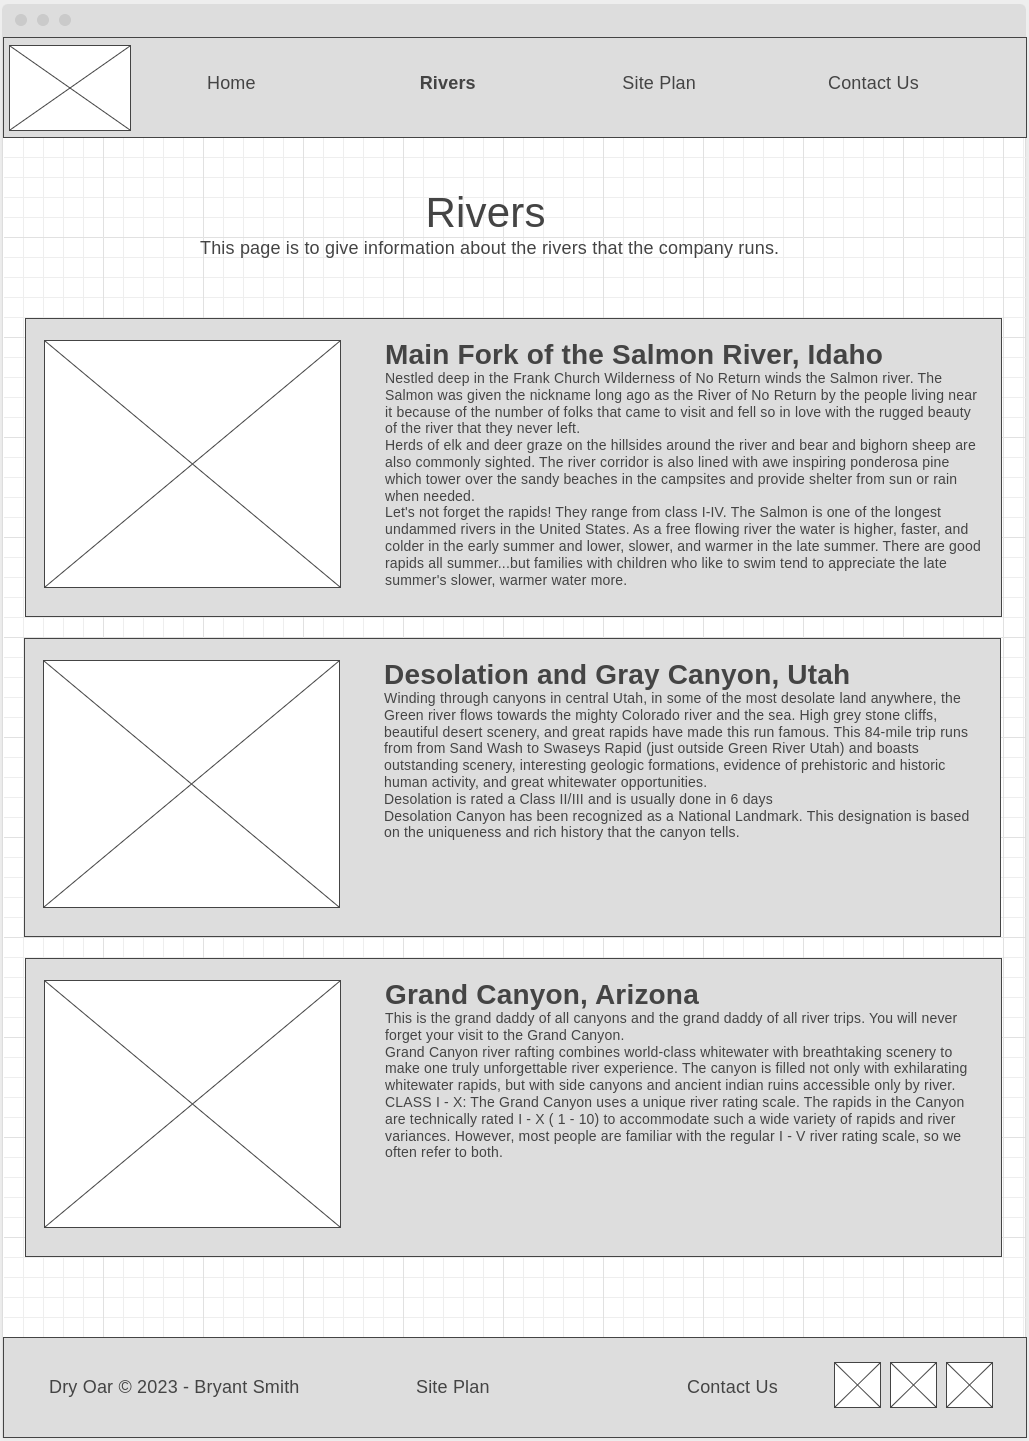 Home
Rivers
Site Plan
Contact Us
Rivers
This page is to give information about the rivers that the company runs.
Main Fork of the Salmon River, Idaho
Nestled deep in the Frank Church Wilderness of No Return winds the Salmon river. The
Salmon was given the nickname long ago as the River of No Return by the people living near
it because of the number of folks that came to visit and fell so in love with the rugged beauty
of the river that they never left.
Herds of elk and deer graze on the hillsides around the river and bear and bighorn sheep are
also commonly sighted. The river corridor is also lined with awe inspiring ponderosa pine
which tower over the sandy beaches in the campsites and provide shelter from sun or rain
when needed.
Let's not forget the rapids! They range from class I-IV. The Salmon is one of the longest
undammed rivers in the United States. As a free flowing river the water is higher, faster, and
colder in the early summer and lower, slower, and warmer in the late summer. There are good
rapids all summer...but families with children who like to swim tend to appreciate the late
summer's slower, warmer water more.
Desolation and Gray Canyon, Utah
Winding through canyons in central Utah, in some of the most desolate land anywhere, the
Green river flows towards the mighty Colorado river and the sea. High grey stone cliffs,
beautiful desert scenery, and great rapids have made this run famous. This 84-mile trip runs
from from Sand Wash to Swaseys Rapid (just outside Green River Utah) and boasts
outstanding scenery, interesting geologic formations, evidence of prehistoric and historic
human activity, and great whitewater opportunities.
Desolation is rated a Class II/III and is usually done in 6 days
Desolation Canyon has been recognized as a National Landmark. This designation is based
on the uniqueness and rich history that the canyon tells.
Grand Canyon, Arizona
This is the grand daddy of all canyons and the grand daddy of all river trips. You will never
forget your visit to the Grand Canyon.
Grand Canyon river rafting combines world-class whitewater with breathtaking scenery to
make one truly unforgettable river experience. The canyon is filled not only with exhilarating
whitewater rapids, but with side canyons and ancient indian ruins accessible only by river.
CLASS I - X: The Grand Canyon uses a unique river rating scale. The rapids in the Canyon
are technically rated I - X ( 1 - 10) to accommodate such a wide variety of rapids and river
variances. However, most people are familiar with the regular I - V river rating scale, so we
often refer to both.
Dry Oar © 2023 - Bryant Smith
Site Plan
Contact Us